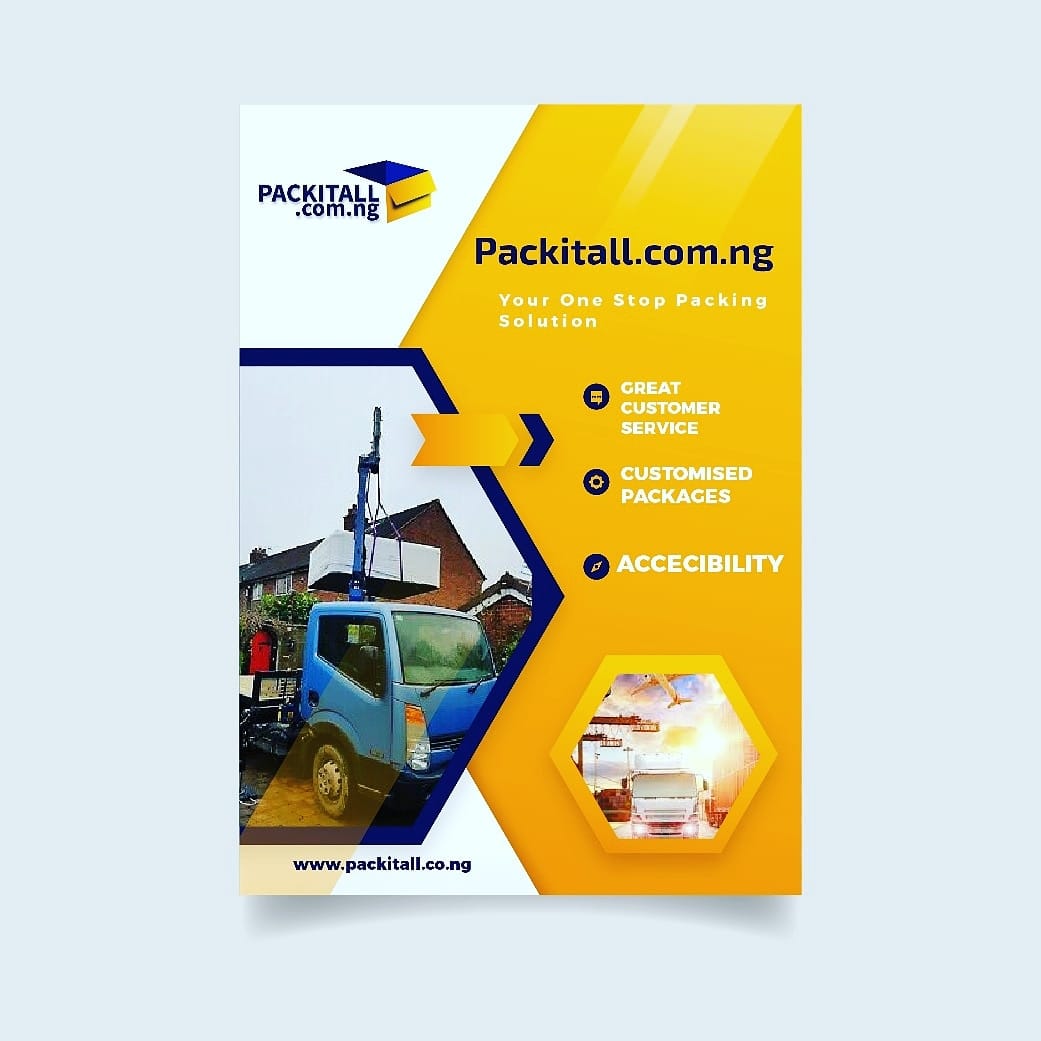 PACKITALL
.com.ng
Packitall.com.ng
Your One Stop Packing
Solution
GREAT
CUSTOMER
SERVICE
CUSTOMISED
PACKAGES
ACCECIBILITY
www.packitall.co.ng